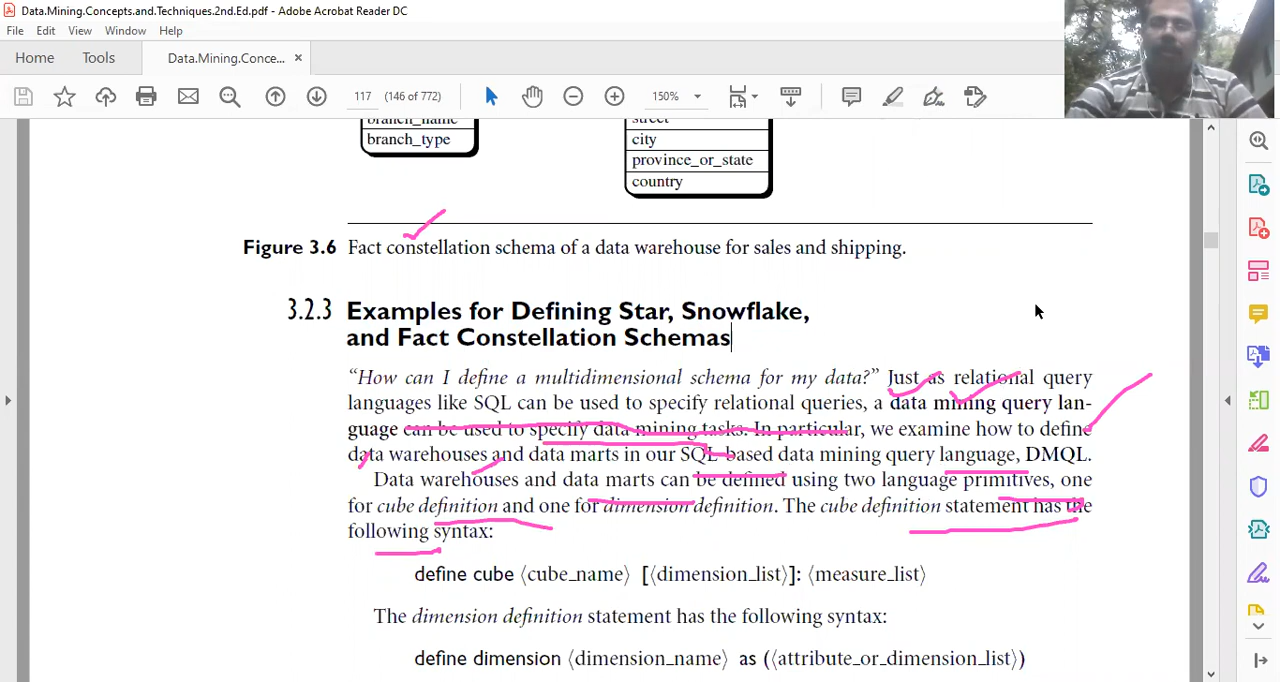 Data.Mining.Concepts.and.Techniques.2nd.Ed.pdf - Adobe Acrobat Reader DC
File Edit View Window Help
Home Tools Data.Mining.Conce... ×
117 (146 of 772) 150%
branch_name
branch_type
street
city
province_or_state
country
Figure 3.6 Fact constellation schema of a data warehouse for sales and shipping.
3.2.3 Examples for Defining Star, Snowflake,
and Fact Constellation Schemas
“How can I define a multidimensional schema for my data?” Just as relational query
languages like SQL can be used to specify relational queries, a data mining query lan-
guage can be used to specify data mining tasks. In particular, we examine how to define
data warehouses and data marts in our SQL-based data mining query language, DMQL.
Data warehouses and data marts can be defined using two language primitives, one
for cube definition and one for dimension definition. The cube definition statement has the
following syntax:
define cube ⟨cube_name⟩ [⟨dimension_list⟩]: ⟨measure_list⟩
The dimension definition statement has the following syntax:
define dimension ⟨dimension_name⟩ as (⟨attribute_or_dimension_list⟩)